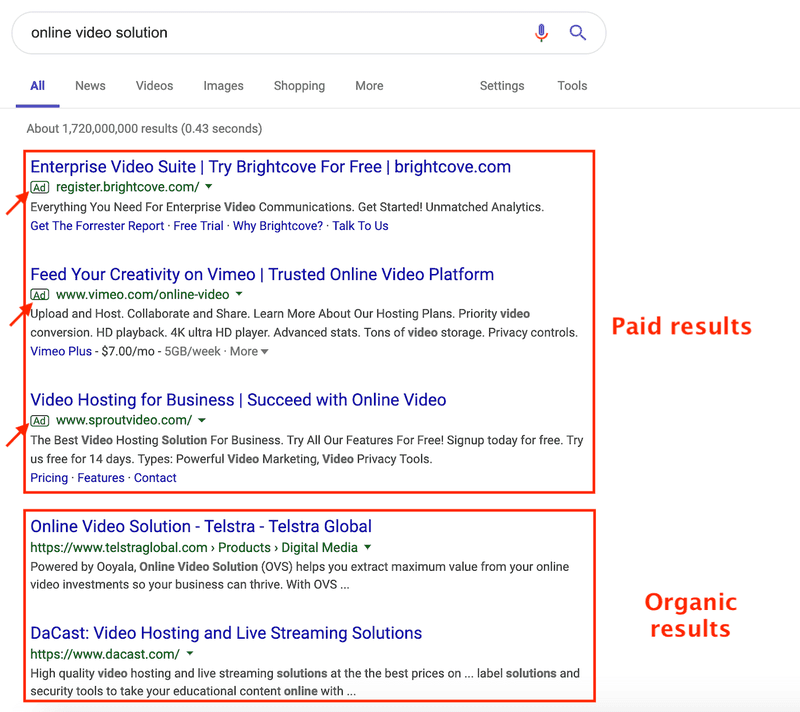 online video solution
All News Videos Images Shopping More Settings Tools
About 1,720,000,000 results (0.43 seconds)
Enterprise Video Suite | Try Brightcove For Free | brightcove.com
Ad register.brightcove.com/
Everything You Need For Enterprise Video Communications. Get Started! Unmatched Analytics.
Get The Forrester Report · Free Trial · Why Brightcove? · Talk To Us
Feed Your Creativity on Vimeo | Trusted Online Video Platform
Ad www.vimeo.com/online-video
Upload and Host. Collaborate and Share. Learn More About Our Hosting Plans. Priority video
conversion. HD playback. 4K ultra HD player. Advanced stats. Tons of video storage. Privacy controls.
Vimeo Plus - $7.00/mo - 5GB/week · More
Paid results
Video Hosting for Business | Succeed with Online Video
Ad www.sproutvideo.com/
The Best Video Hosting Solution For Business. Try All Our Features For Free! Signup today for free. Try
us free for 14 days. Types: Powerful Video Marketing, Video Privacy Tools.
Pricing · Features · Contact
Online Video Solution - Telstra - Telstra Global
https://www.telstraglobal.com › Products › Digital Media
Powered by Ooyala, Online Video Solution (OVS) helps you extract maximum value from your online
video investments so your business can thrive. With OVS ...
Organic
results
DaCast: Video Hosting and Live Streaming Solutions
https://www.dacast.com/
High quality video hosting and live streaming solutions at the the best prices on ... label solutions and
security tools to take your educational content online with ...